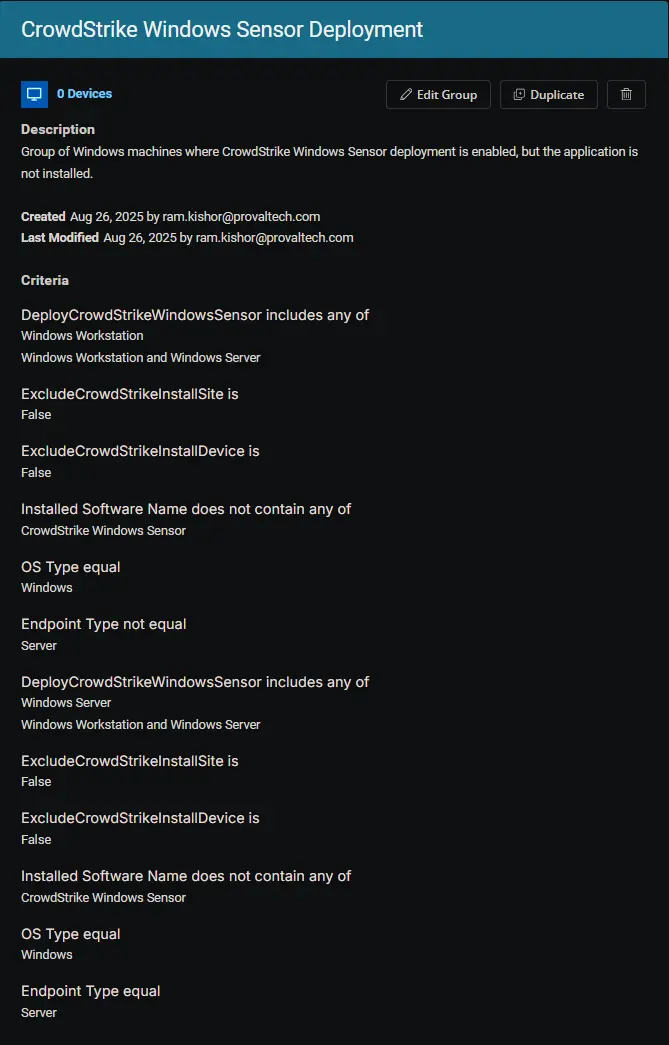 CrowdStrike Windows Sensor Deployment
0 Devices
Edit Group
Duplicate
Description
Group of Windows machines where CrowdStrike Windows Sensor deployment is enabled, but the application is
not installed.
Created Aug 26, 2025 by ram.kishor@provaltech.com
Last Modified Aug 26, 2025 by ram.kishor@provaltech.com
Criteria
DeployCrowdStrikeWindowsSensor includes any of
Windows Workstation
Windows Workstation and Windows Server
ExcludeCrowdStrikeInstallSite is
False
ExcludeCrowdStrikeInstallDevice is
False
Installed Software Name does not contain any of
CrowdStrike Windows Sensor
OS Type equal
Windows
Endpoint Type not equal
Server
DeployCrowdStrikeWindowsSensor includes any of
Windows Server
Windows Workstation and Windows Server
ExcludeCrowdStrikeInstallSite is
False
ExcludeCrowdStrikeInstallDevice is
False
Installed Software Name does not contain any of
CrowdStrike Windows Sensor
OS Type equal
Windows
Endpoint Type equal
Server